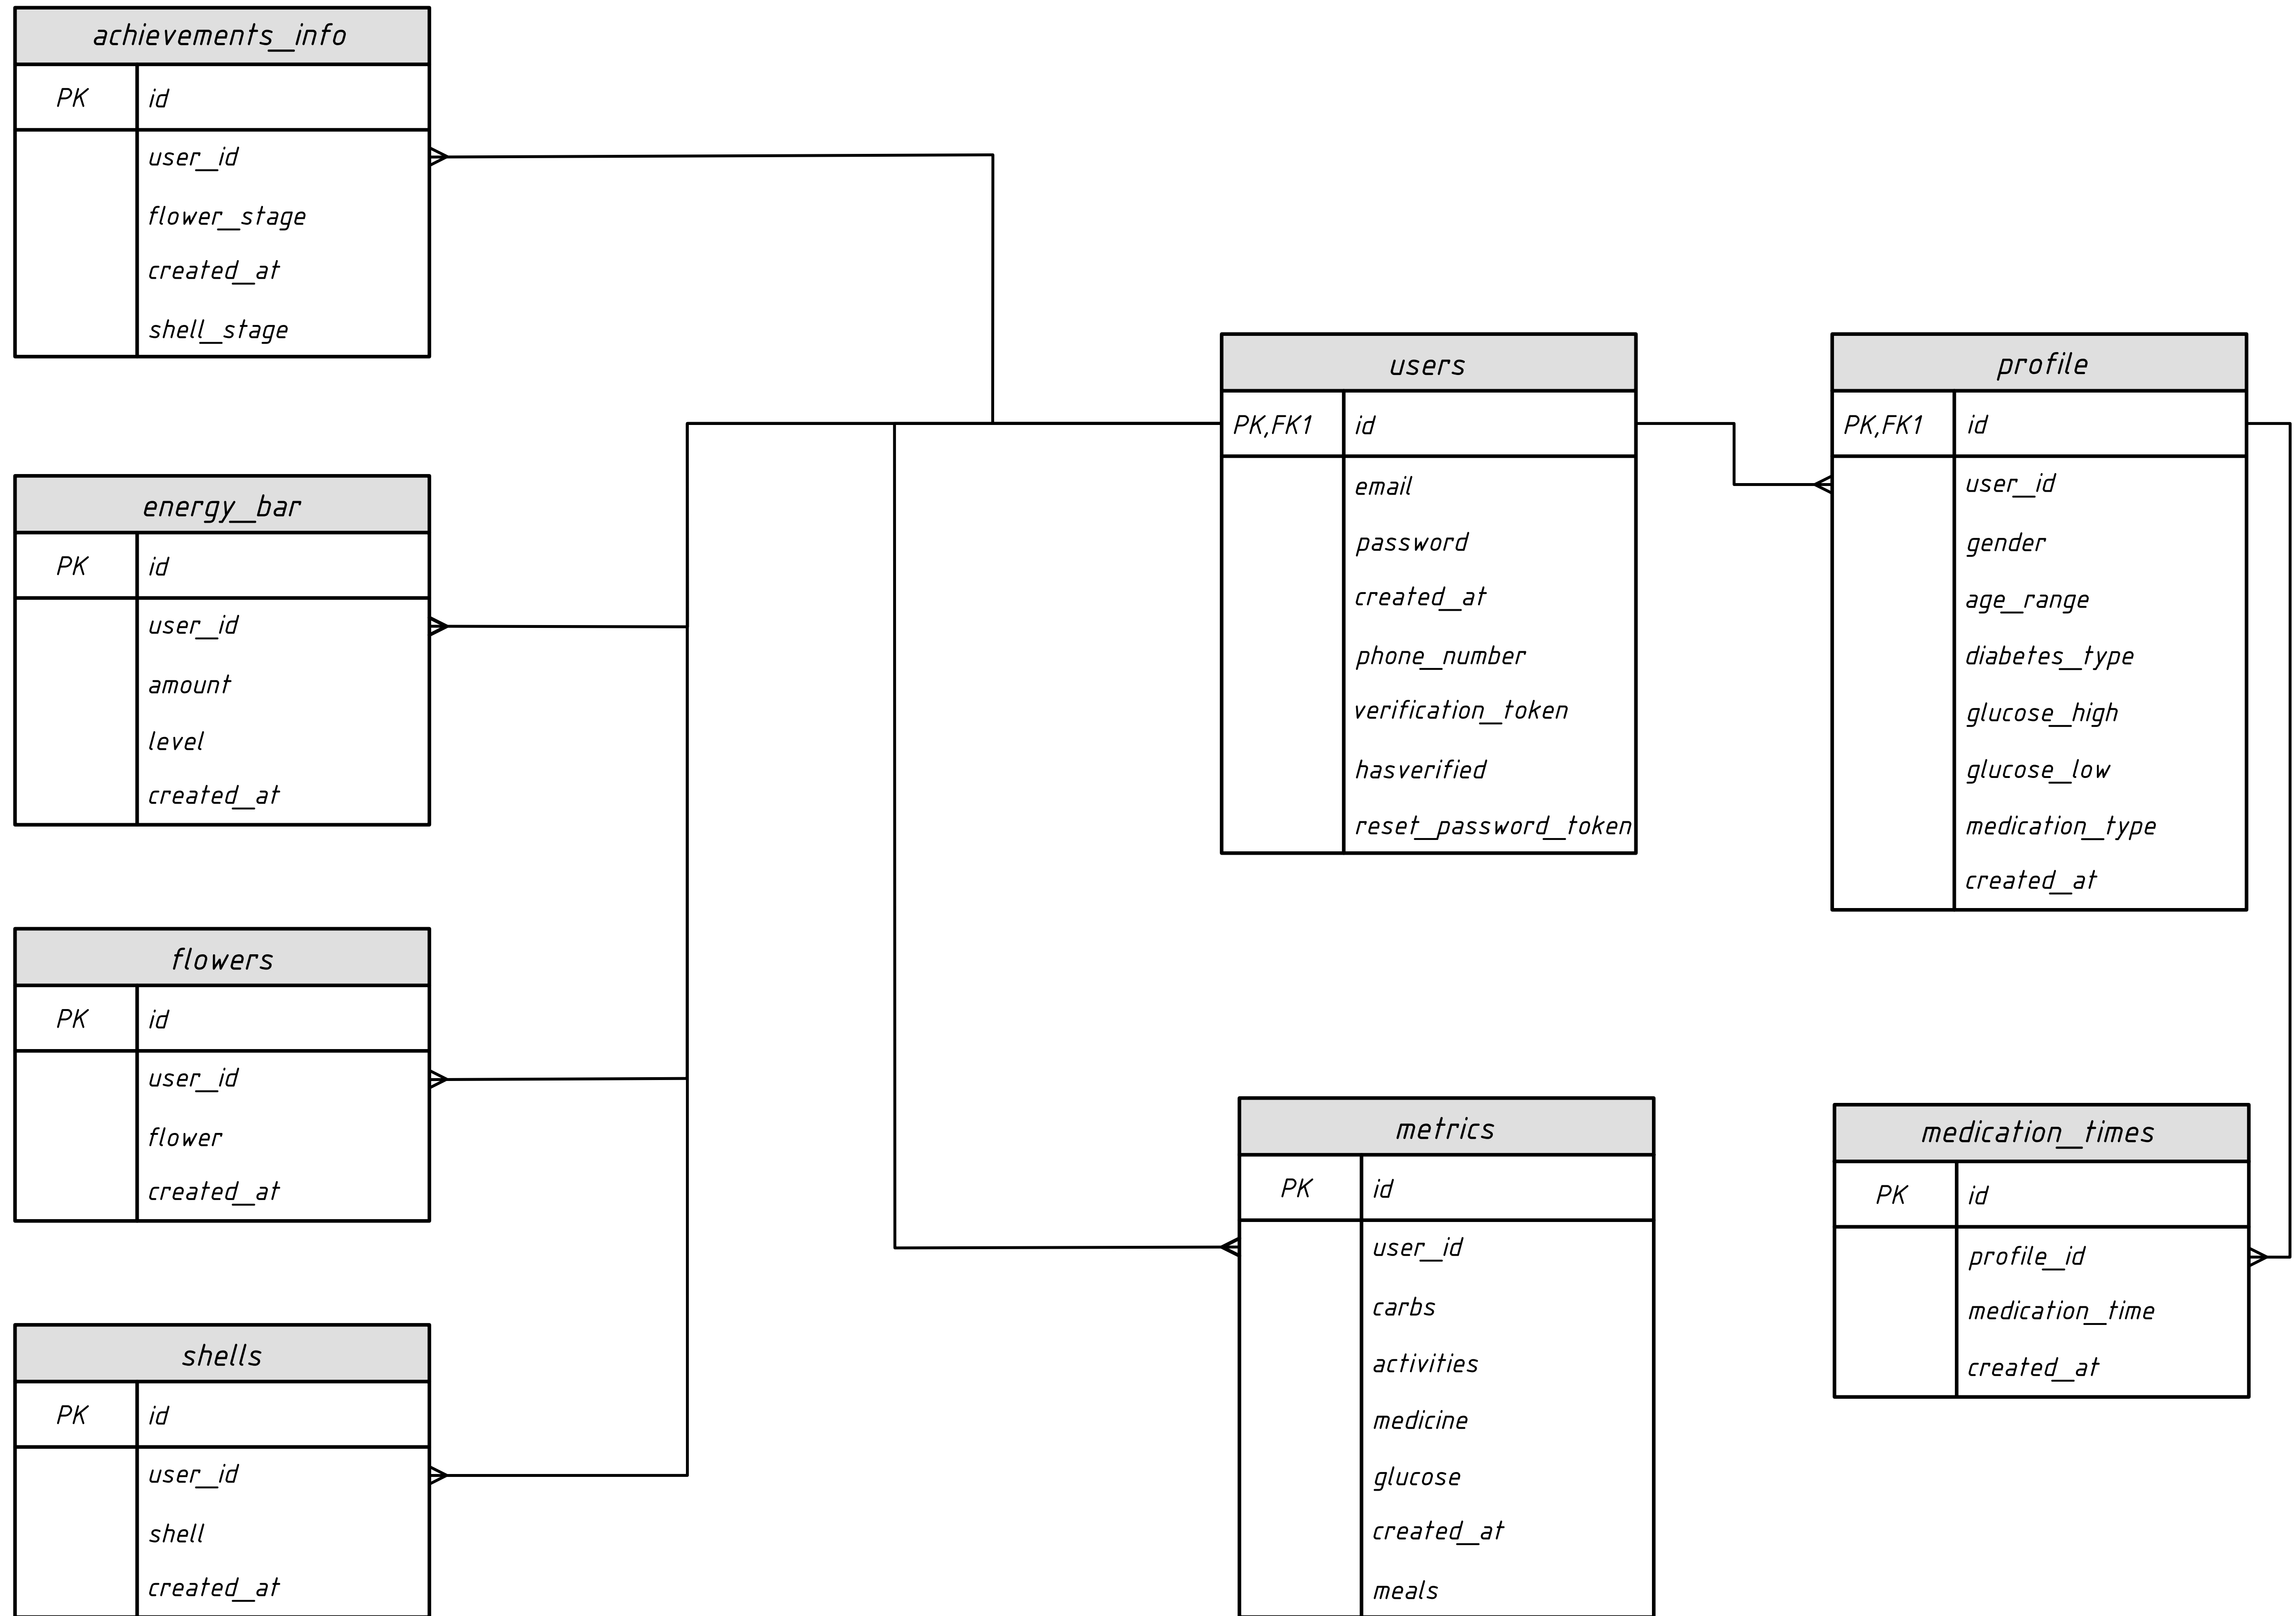 achievements_info
PK id
user_id
flower_stage
created_at
shell_stage
energy_bar
PK id
user_id
amount
level
created_at
flowers
PK id
user_id
flower
created_at
shells
PK id
user_id
shell
created_at
users
PK,FK1 id
email
password
created_at
phone_number
verification_token
hasverified
reset_password_token
metrics
PK id
user_id
carbs
activities
medicine
glucose
created_at
meals
profile
PK,FK1 id
user_id
gender
age_range
diabetes_type
glucose_high
glucose_low
medication_type
created_at
medication_times
PK id
profile_id
medication_time
created_at